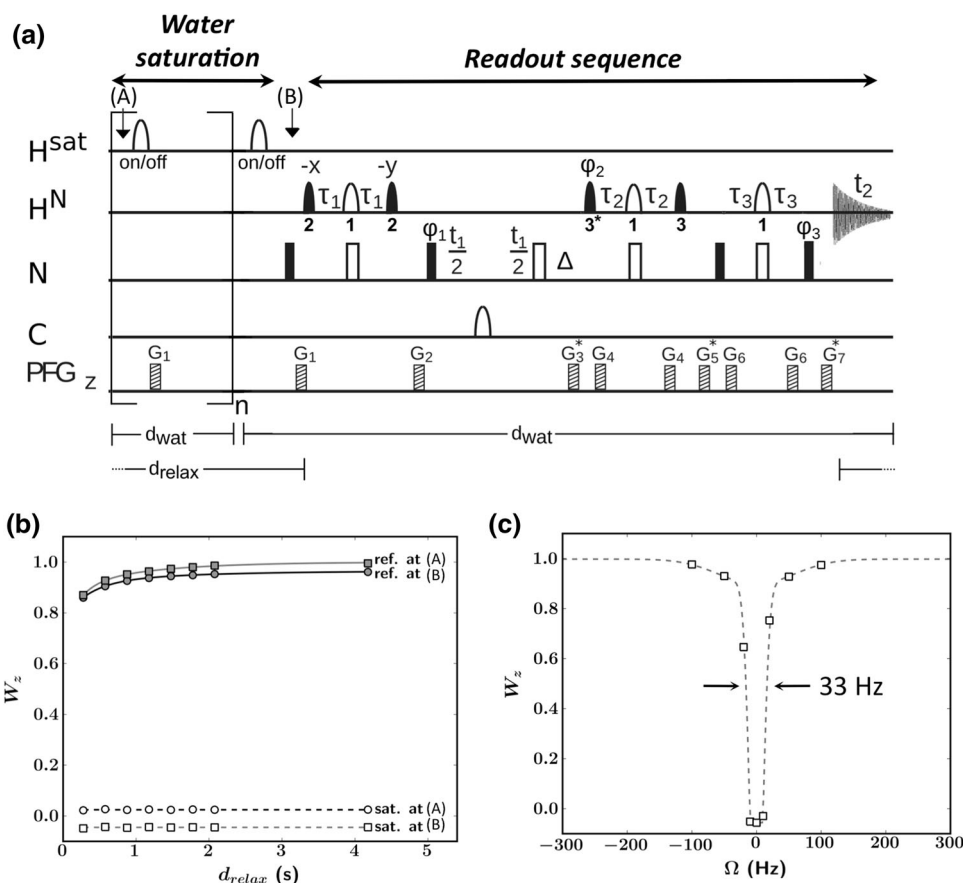 (a)
Water
saturation
Readout sequence
(A)
(B)
H^sat
on/off
on/off
H^N
-x τ₁ τ₁ -y φ₂ τ₂ τ₂ τ₃ τ₃ t₂
2 1 2 3* 1 3 1
N
φ₁ t₁/2 t₁/2 Δ φ₃
C
PFG z
G₁ G₁ G₂ G₃* G₄ G₄ G₅* G₆ G₆ G₇*
n
d_wat d_wat
d_relax
(b)
W_z
1.0
0.8
0.6
0.4
0.2
0.0
ref. at (A)
ref. at (B)
sat. at (A)
sat. at (B)
0 1 2 3 4 5
d_relax (s)
(c)
W_z
1.0
0.8
0.6
0.4
0.2
0.0
33 Hz
−300 −200 −100 0 100 200 300
Ω (Hz)